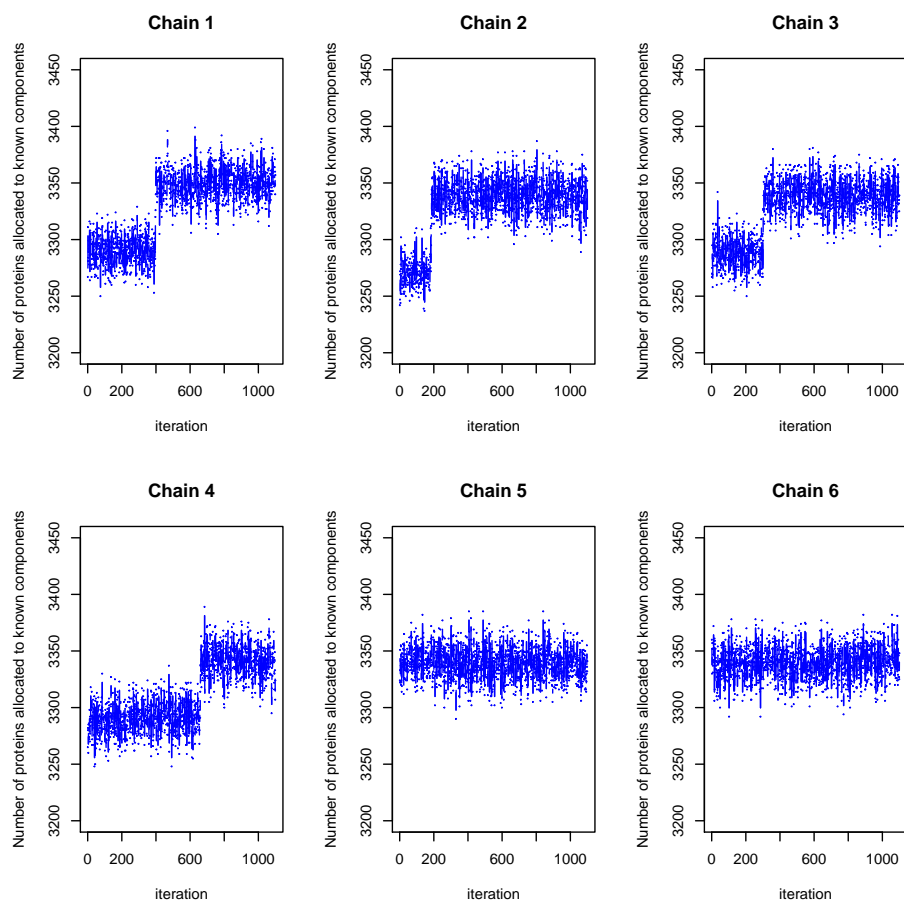 Chain 1
Number of proteins allocated to known components
3200 3250 3300 3350 3400 3450
0 200 600 1000
iteration
Chain 2
Number of proteins allocated to known components
3200 3250 3300 3350 3400 3450
0 200 600 1000
iteration
Chain 3
Number of proteins allocated to known components
3200 3250 3300 3350 3400 3450
0 200 600 1000
iteration
Chain 4
Number of proteins allocated to known components
3200 3250 3300 3350 3400 3450
0 200 600 1000
iteration
Chain 5
Number of proteins allocated to known components
3200 3250 3300 3350 3400 3450
0 200 600 1000
iteration
Chain 6
Number of proteins allocated to known components
3200 3250 3300 3350 3400 3450
0 200 600 1000
iteration